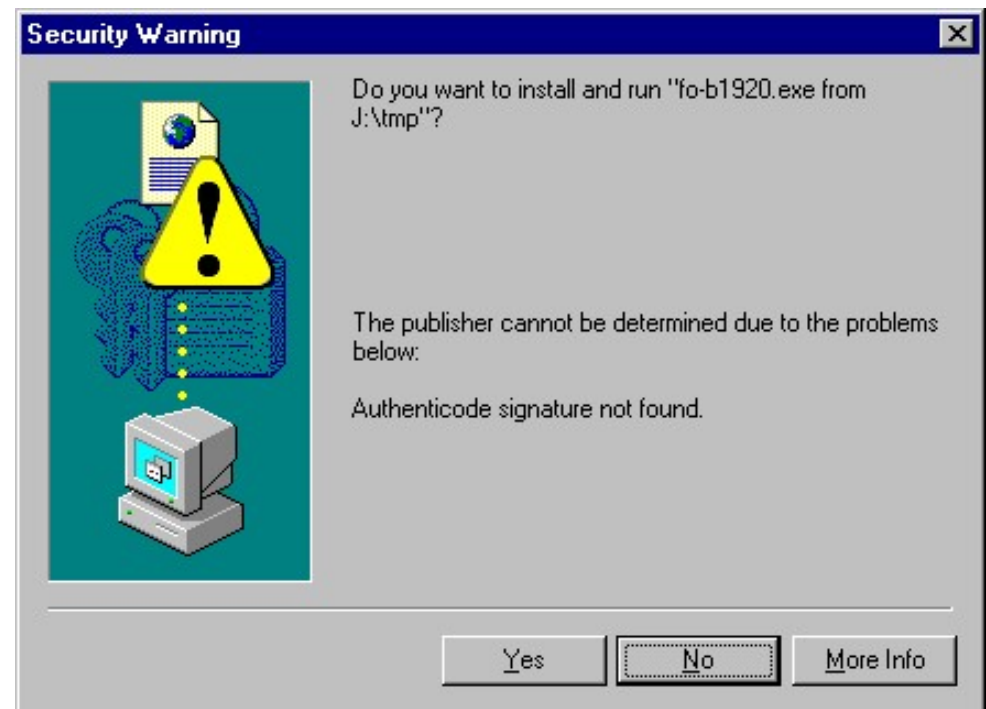 Security Warning
Do you want to install and run "fo-b1920.exe from
J:\tmp"?
The publisher cannot be determined due to the problems
below:
Authenticode signature not found.
Yes
No
More Info